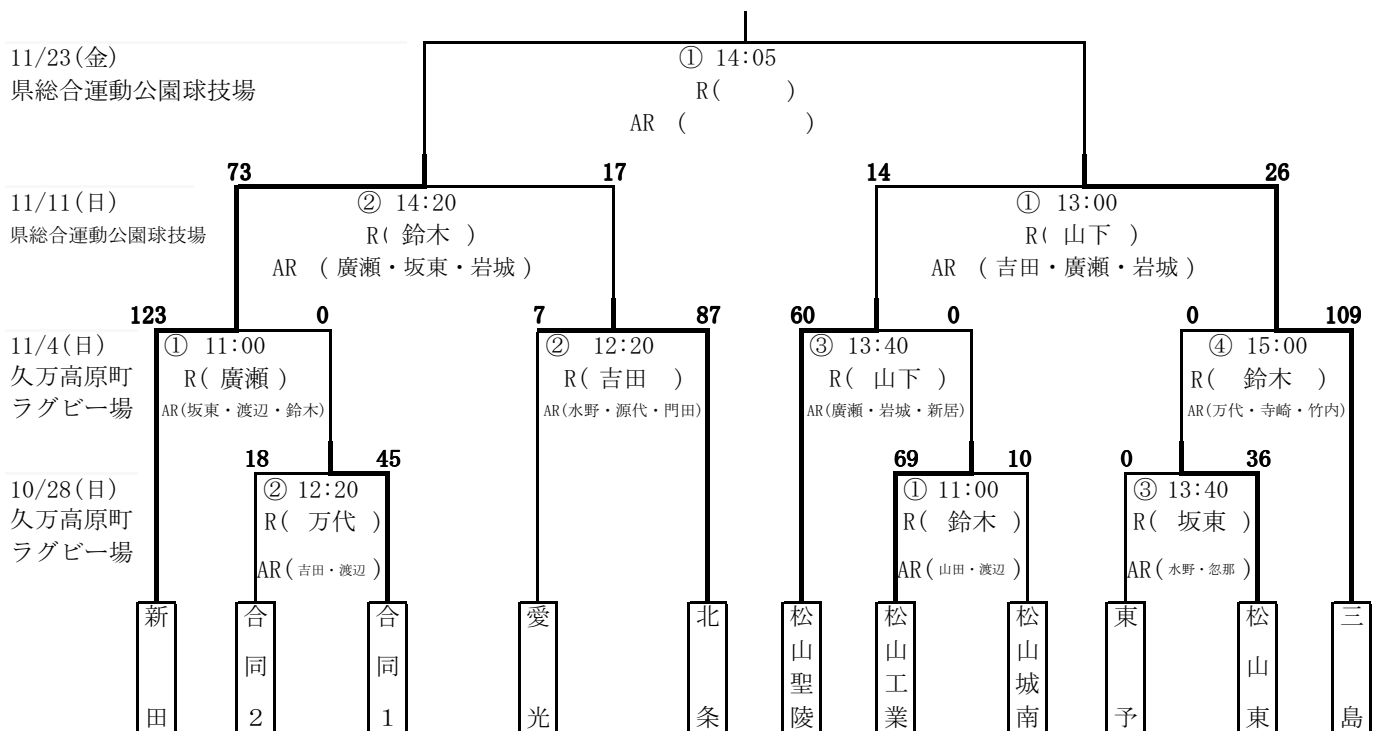 11/23(金)
県総合運動公園球技場
① 14:05
R(　　　)
AR (　　　　　)
73
17
14
26
11/11(日)
県総合運動公園球技場
② 14:20
R( 鈴木 )
AR ( 廣瀬・坂東・岩城 )
① 13:00
R( 山下 )
AR ( 吉田・廣瀬・岩城 )
123
0
7
87
60
0
0
109
11/4(日)
久万高原町
ラグビー場
① 11:00
R( 廣瀬 )
AR(坂東・渡辺・鈴木)
② 12:20
R( 吉田 )
AR(水野・源代・門田)
③ 13:40
R( 山下 )
AR(廣瀬・岩城・新居)
④ 15:00
R( 鈴木 )
AR(万代・寺崎・竹内)
18
45
69
10
0
36
10/28(日)
久万高原町
ラグビー場
② 12:20
R( 万代 )
AR( 吉田・渡辺 )
① 11:00
R( 鈴木 )
AR( 山田・渡辺 )
③ 13:40
R( 坂東 )
AR( 水野・忽那 )
新田
合同２
合同１
愛光
北条
松山聖陵
松山工業
松山城南
東予
松山東
三島